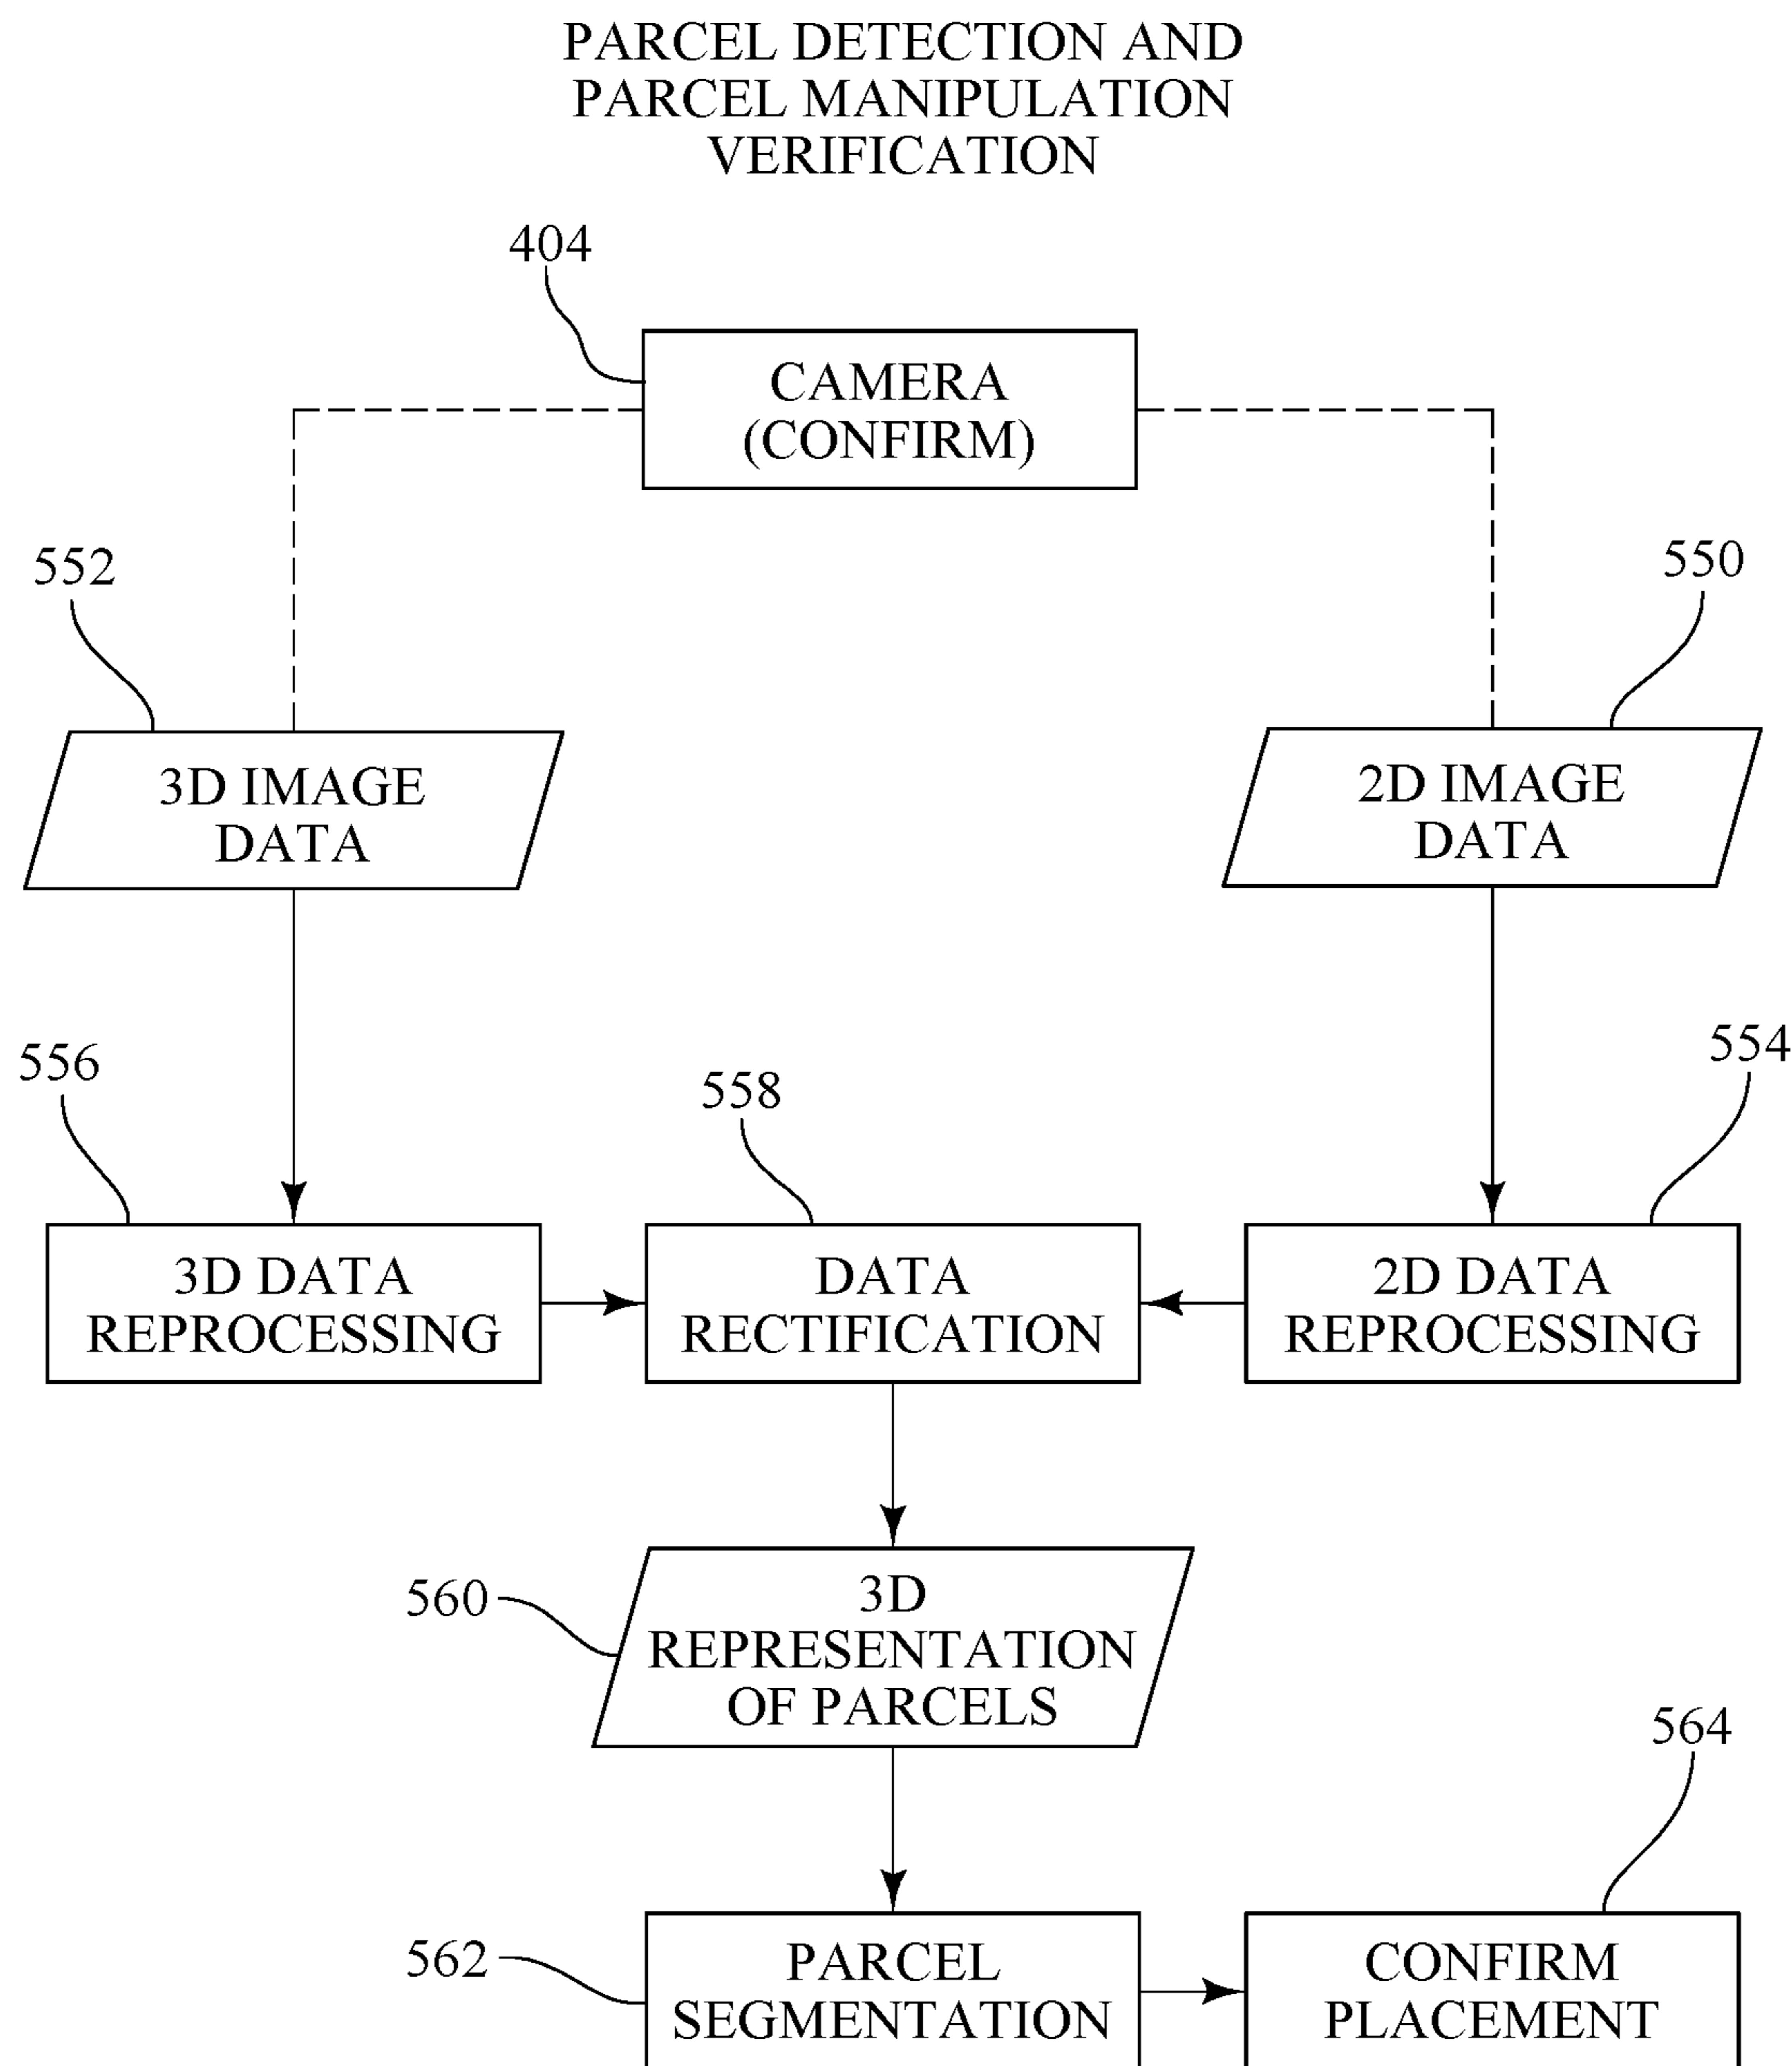 PARCEL DETECTION AND
PARCEL MANIPULATION
VERIFICATION
404
CAMERA
(CONFIRM)
552
550
3D IMAGE
DATA
2D IMAGE
DATA
556
558
554
3D DATA
REPROCESSING
DATA
RECTIFICATION
2D DATA
REPROCESSING
560
3D
REPRESENTATION
OF PARCELS
564
562
PARCEL
SEGMENTATION
CONFIRM
PLACEMENT